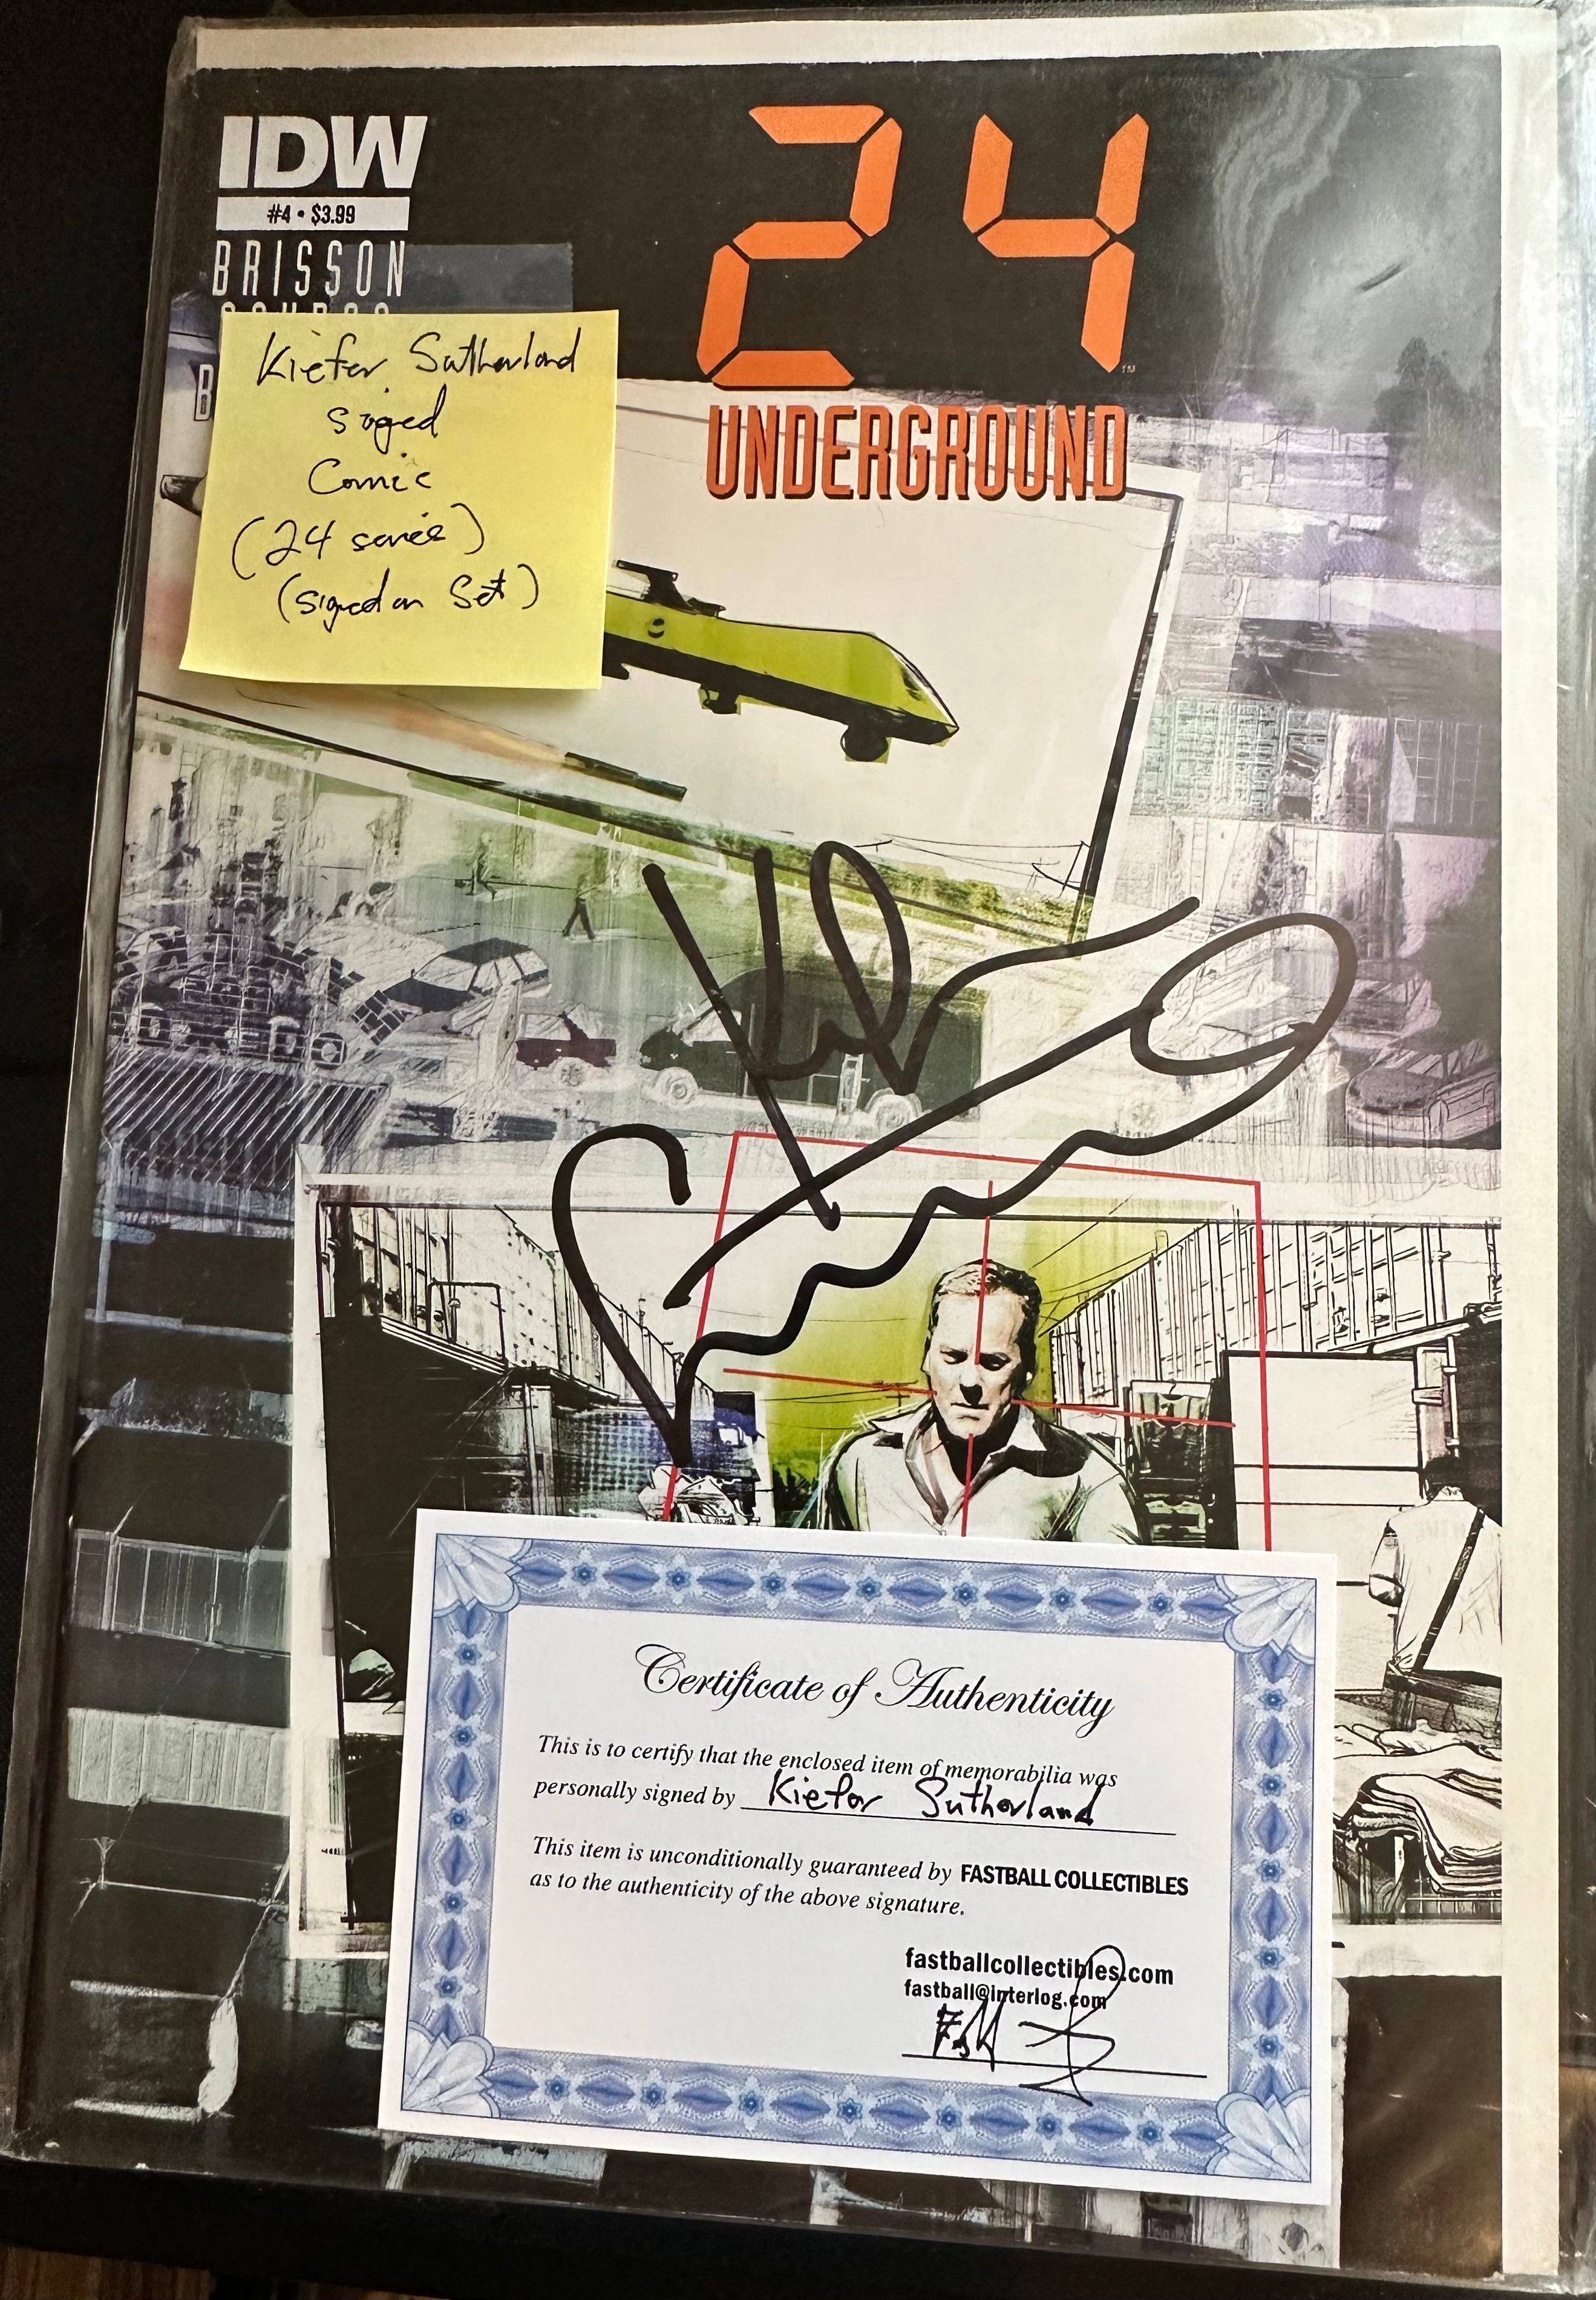 IDW
#4 • $3.99
BRISSON
24
™
UNDERGROUND
Kiefer Sutherland
signed
Comic
(24 series)
(signed on Set)
Certificate of Authenticity
This is to certify that the enclosed item of memorabilia was
personally signed by Kiefer Sutherland
This item is unconditionally guaranteed by FASTBALL COLLECTIBLES
as to the authenticity of the above signature.
fastballcollectibles.com
fastball@interlog.com